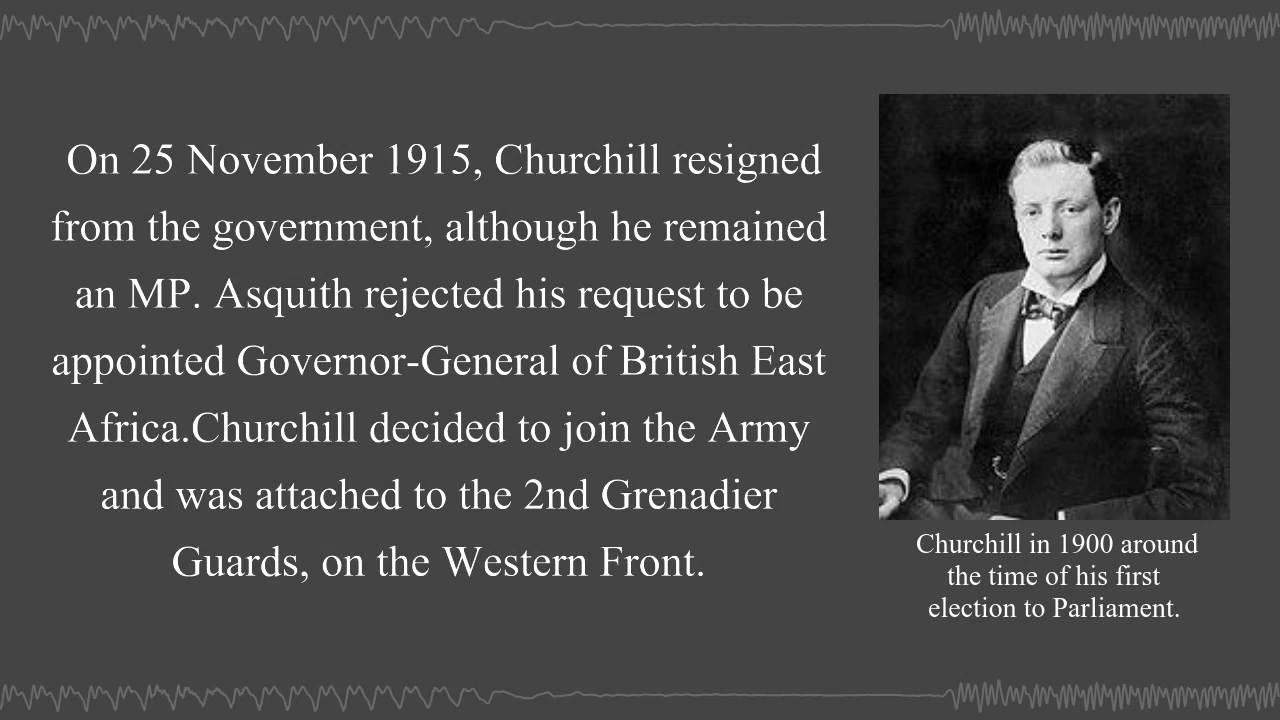 On 25 November 1915, Churchill resigned
from the government, although he remained
an MP. Asquith rejected his request to be
appointed Governor-General of British East
Africa.Churchill decided to join the Army
and was attached to the 2nd Grenadier
Guards, on the Western Front.
Churchill in 1900 around
the time of his first
election to Parliament.